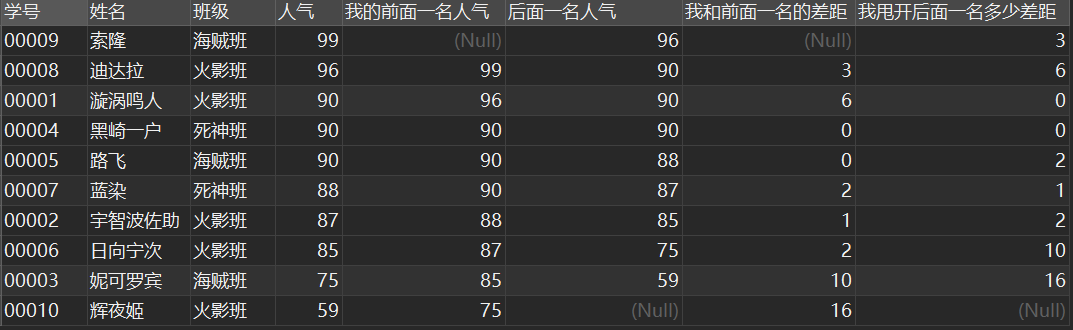 学号 姓名 班级 人气 我的前面一名人气 后面一名人气 我和前面一名的差距 我甩开后面一名多少差距
00009 索隆 海贼班 99 (Null) 96 (Null) 3
00008 迪达拉 火影班 96 99 90 3 6
00001 漩涡鸣人 火影班 90 96 90 6 0
00004 黑崎一户 死神班 90 90 90 0 0
00005 路飞 海贼班 90 90 88 0 2
00007 蓝染 死神班 88 90 87 2 1
00002 宇智波佐助 火影班 87 88 85 1 2
00006 日向宁次 火影班 85 87 75 2 10
00003 妮可罗宾 海贼班 75 85 59 10 16
00010 辉夜姬 火影班 59 75 (Null) 16 (Null)